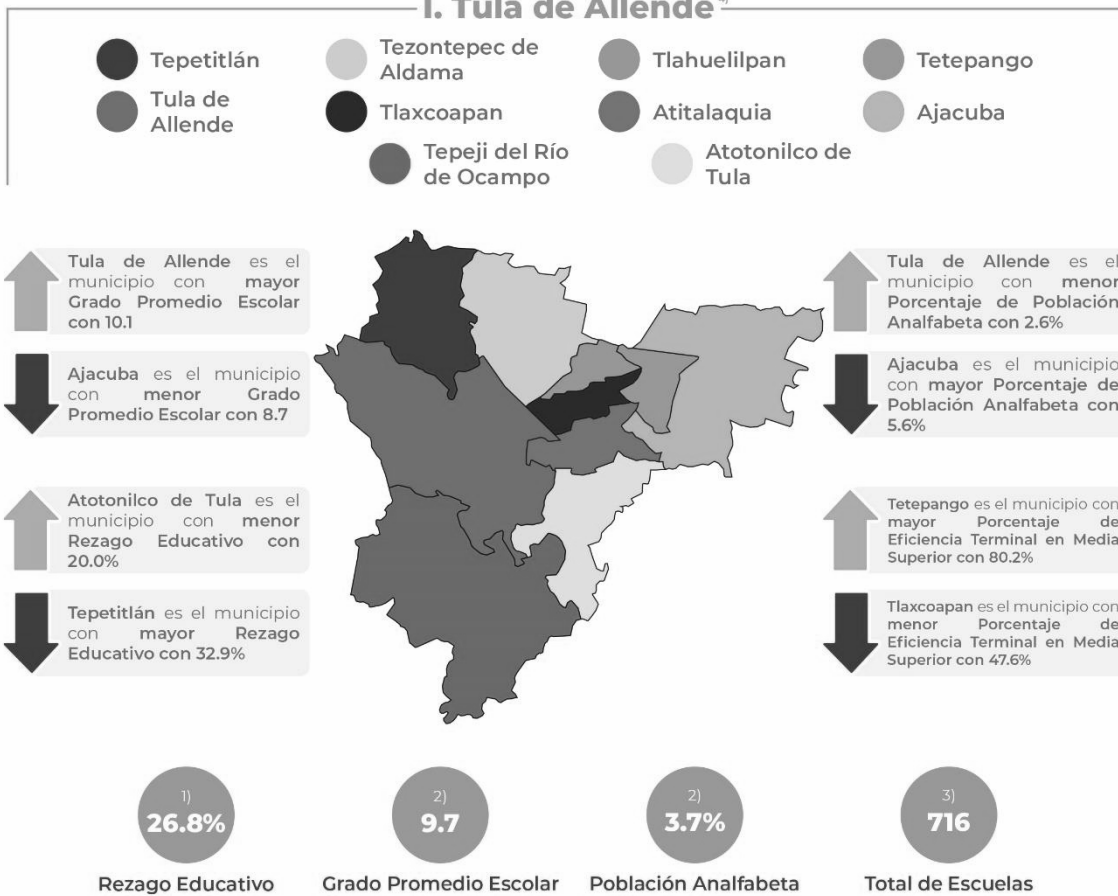 I. Tula de Allende 4)
Tepetitlán
Tezontepec de
Aldama
Tlahuelilpan
Tetepango
Tula de
Allende
Tlaxcoapan
Atitalaquia
Ajacuba
Tepeji del Río
de Ocampo
Atotonilco de
Tula
Tula de Allende es el
municipio con mayor
Grado Promedio Escolar
con 10.1
Ajacuba es el municipio
con menor Grado
Promedio Escolar con 8.7
Atotonilco de Tula es el
municipio con menor
Rezago Educativo con
20.0%
Tepetitlán es el municipio
con mayor Rezago
Educativo con 32.9%
Tula de Allende es el
municipio con menor
Porcentaje de Población
Analfabeta con 2.6%
Ajacuba es el municipio
con mayor Porcentaje de
Población Analfabeta con
5.6%
Tetepango es el municipio con
mayor Porcentaje de
Eficiencia Terminal en Media
Superior con 80.2%
Tlaxcoapan es el municipio con
menor Porcentaje de
Eficiencia Terminal en Media
Superior con 47.6%
1)
26.8%
Rezago Educativo
2)
9.7
Grado Promedio Escolar
2)
3.7%
Población Analfabeta
3)
716
Total de Escuelas